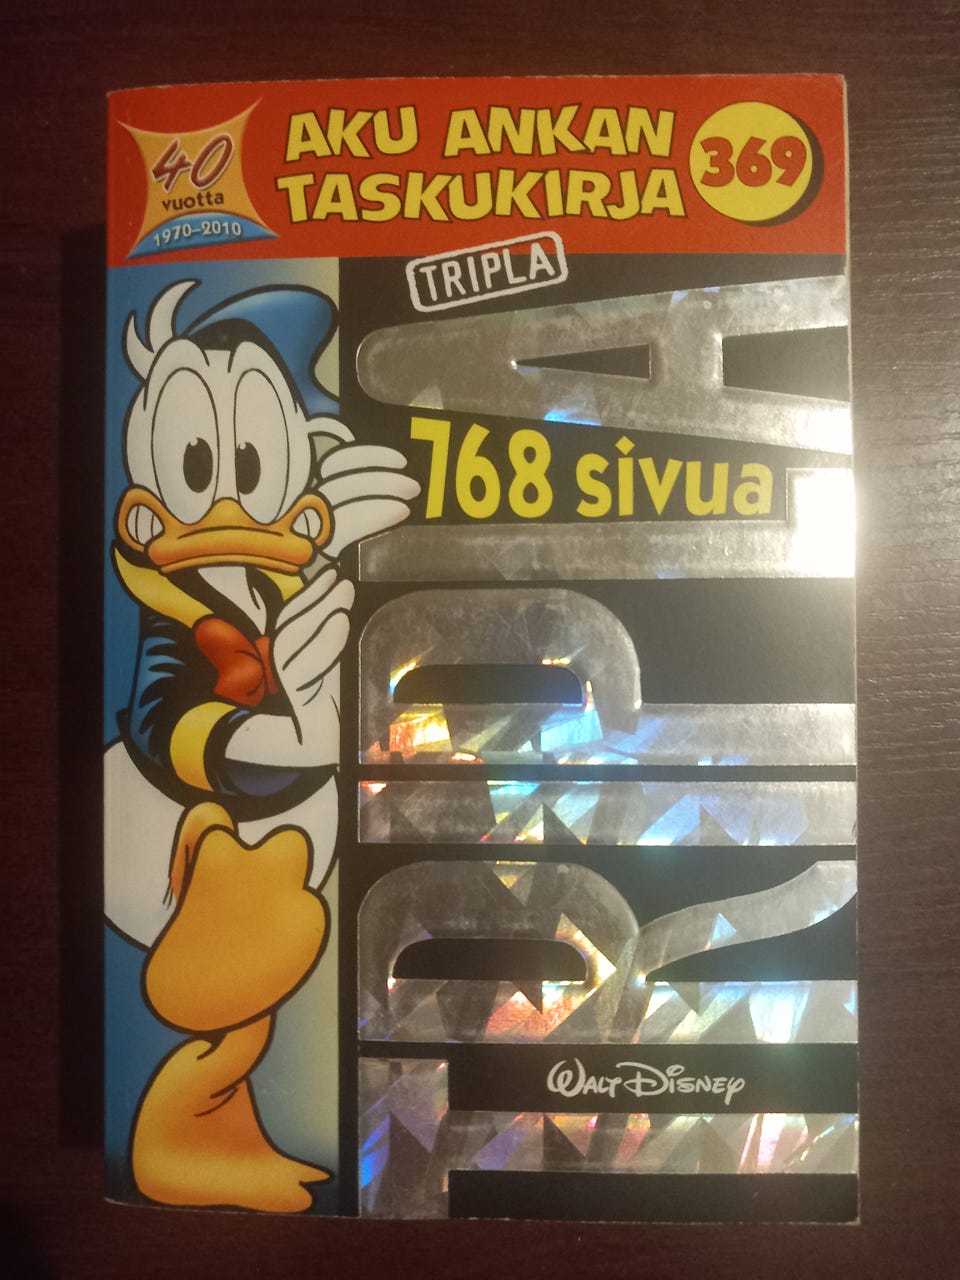 40
vuotta
1970–2010
AKU ANKAN
TASKUKIRJA
369
TRIPLA
768 sivua
TRIPLA
WALT DISNEY